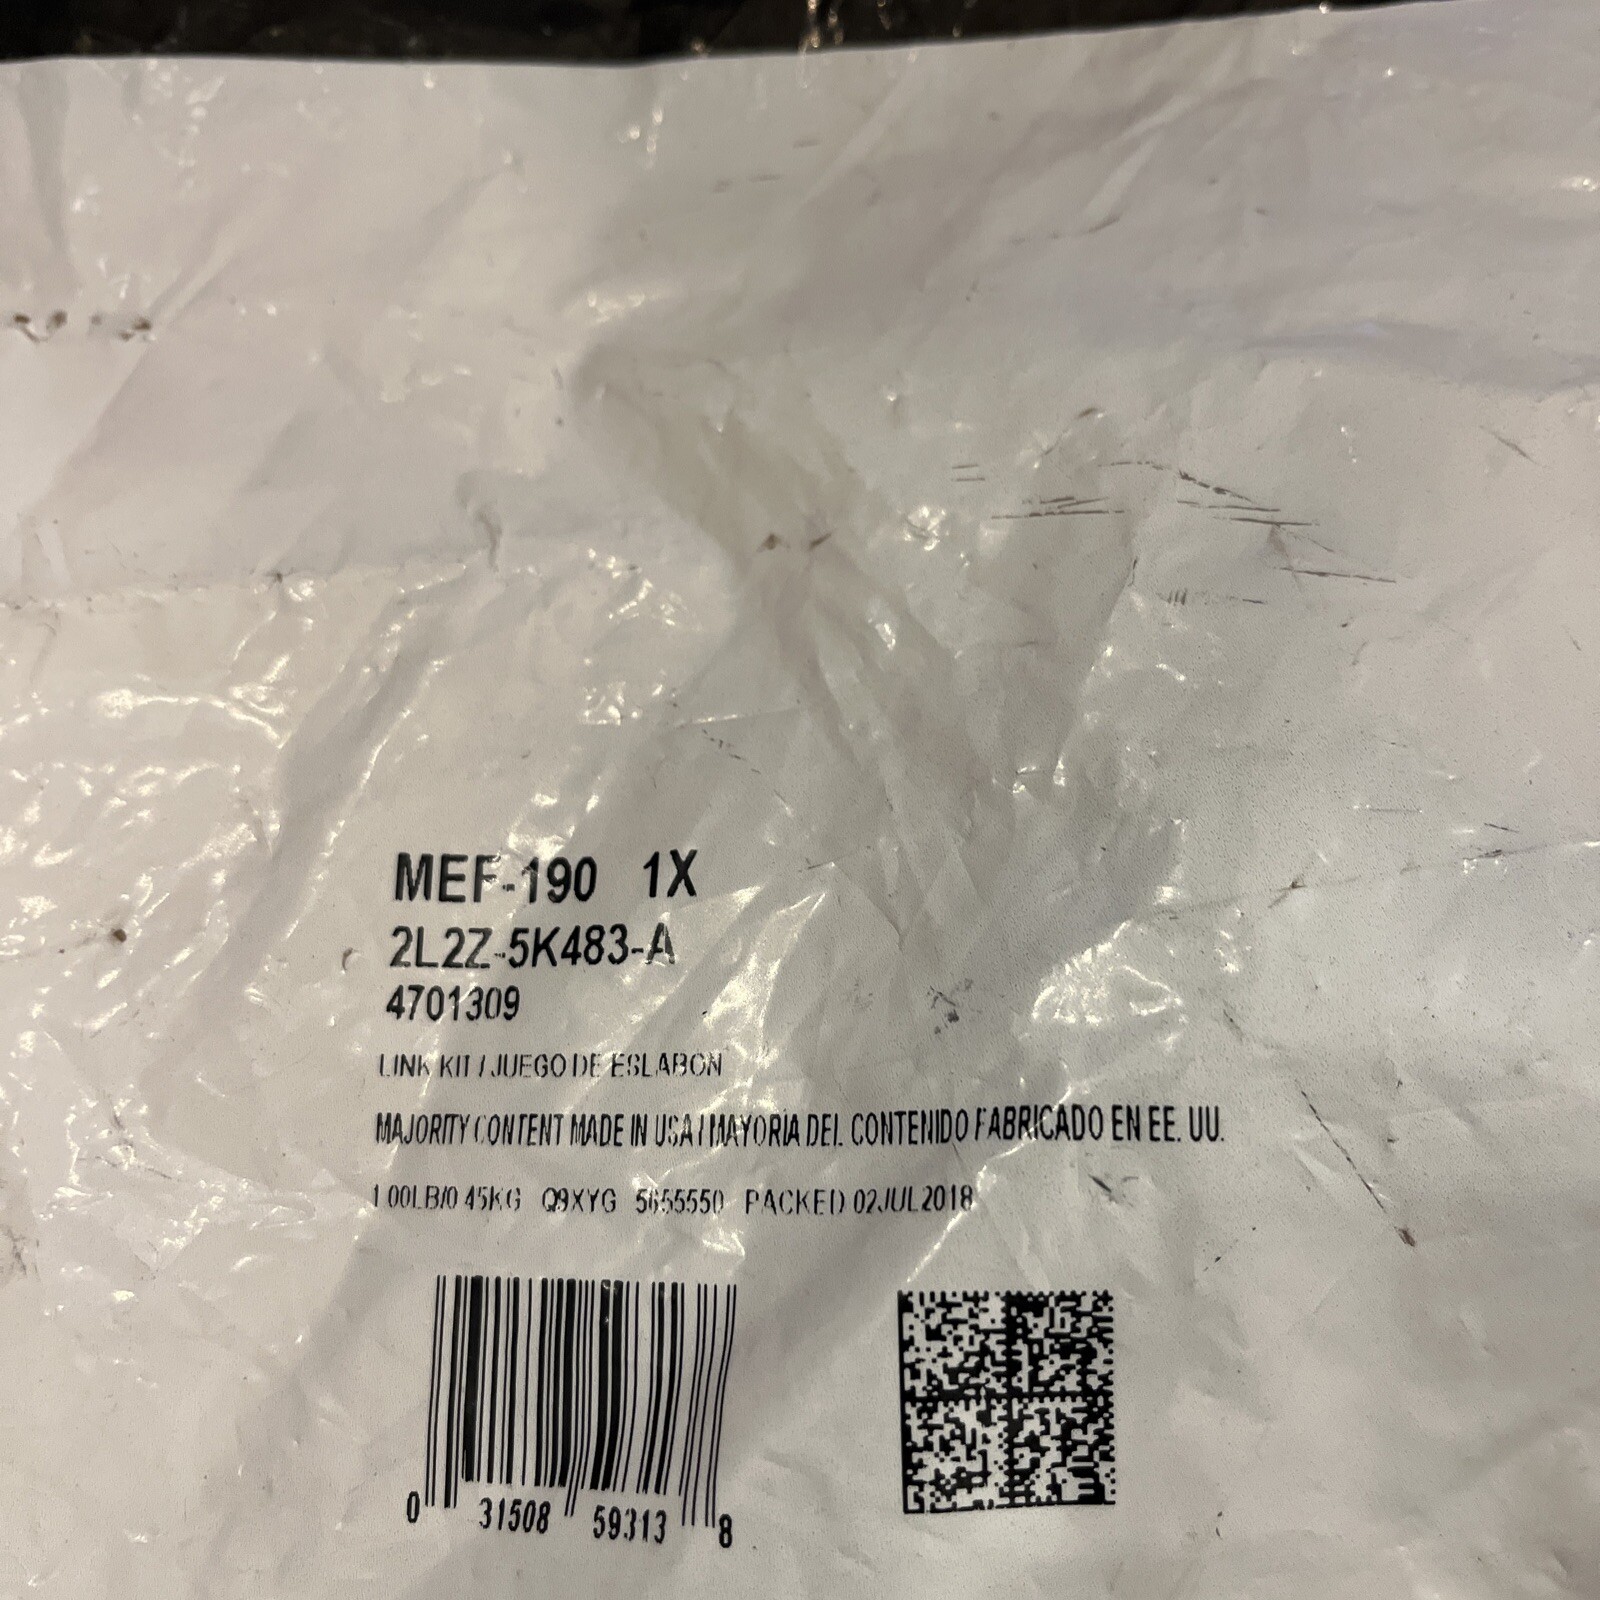 MEF-190 1X
2L2Z-5K483-A
4701309
LINK KIT / JUEGO DE ESLABON
MAJORITY CONTENT MADE IN USA / MAYORIA DEL CONTENIDO FABRICADO EN EE. UU.
1.00LB/0.45KG Q9XYG 5655550 PACKED 02JUL2018
0 31508 59313 8